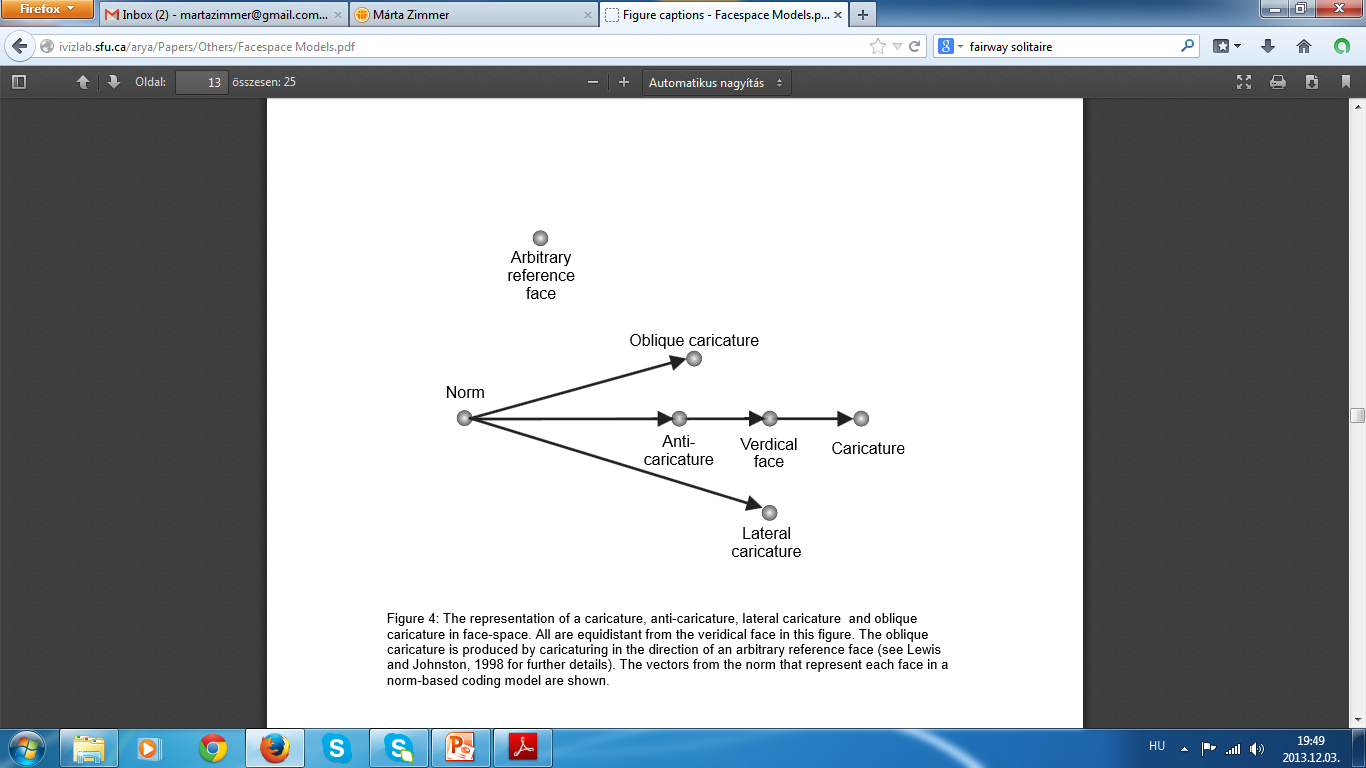 Firefox
Inbox (2) - martazimmer@gmail.com...
Márta Zimmer
Figure captions - Facespace Models.p...
ivizlab.sfu.ca/arya/Papers/Others/Facespace Models.pdf
fairway solitaire
Oldal:
13
összesen: 25
Automatikus nagyítás
Arbitrary
reference
face
Oblique caricature
Norm
Anti-
caricature
Verdical
face
Caricature
Lateral
caricature
Figure 4: The representation of a caricature, anti-caricature, lateral caricature and oblique
caricature in face-space. All are equidistant from the veridical face in this figure. The oblique
caricature is produced by caricaturing in the direction of an arbitrary reference face (see Lewis
and Johnston, 1998 for further details). The vectors from the norm that represent each face in a
norm-based coding model are shown.
HU
19:49
2013.12.03.